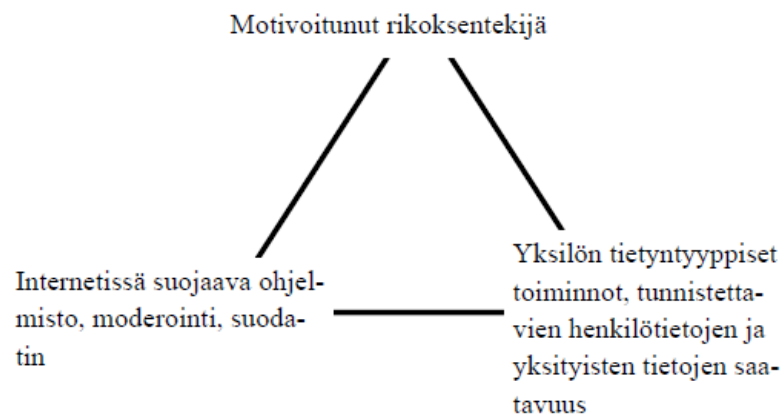 Motivoitunut rikoksentekijä
Internetissä suojaava ohjel-
misto, moderointi, suoda-
tin
Yksilön tietyntyyppiset
toiminnot, tunnistetta-
vien henkilötietojen ja
yksityisten tietojen saa-
tavuus